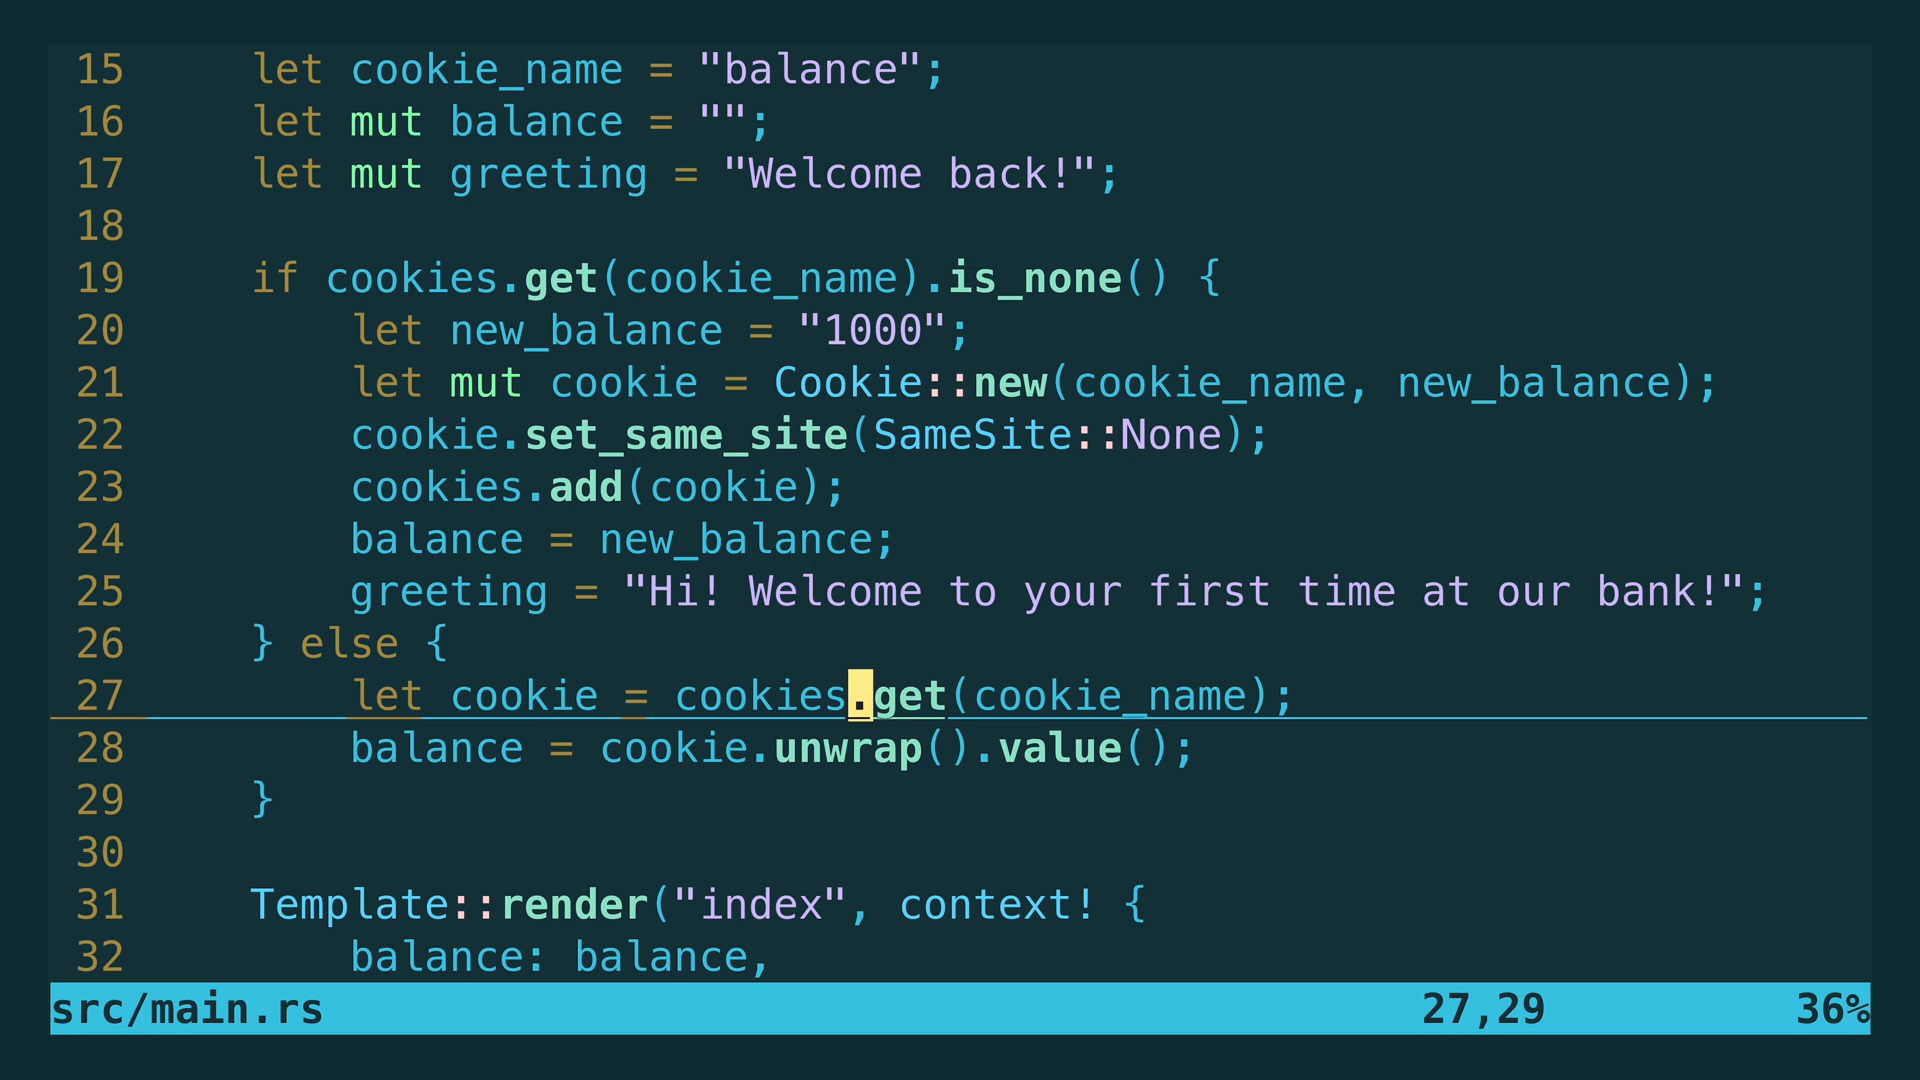 15     let cookie_name = "balance";
16     let mut balance = "";
17     let mut greeting = "Welcome back!";
18
19     if cookies.get(cookie_name).is_none() {
20         let new_balance = "1000";
21         let mut cookie = Cookie::new(cookie_name, new_balance);
22         cookie.set_same_site(SameSite::None);
23         cookies.add(cookie);
24         balance = new_balance;
25         greeting = "Hi! Welcome to your first time at our bank!";
26     } else {
27         let cookie = cookies.get(cookie_name);
28         balance = cookie.unwrap().value();
29     }
30
31     Template::render("index", context! {
32         balance: balance,
src/main.rs 27,29 36%